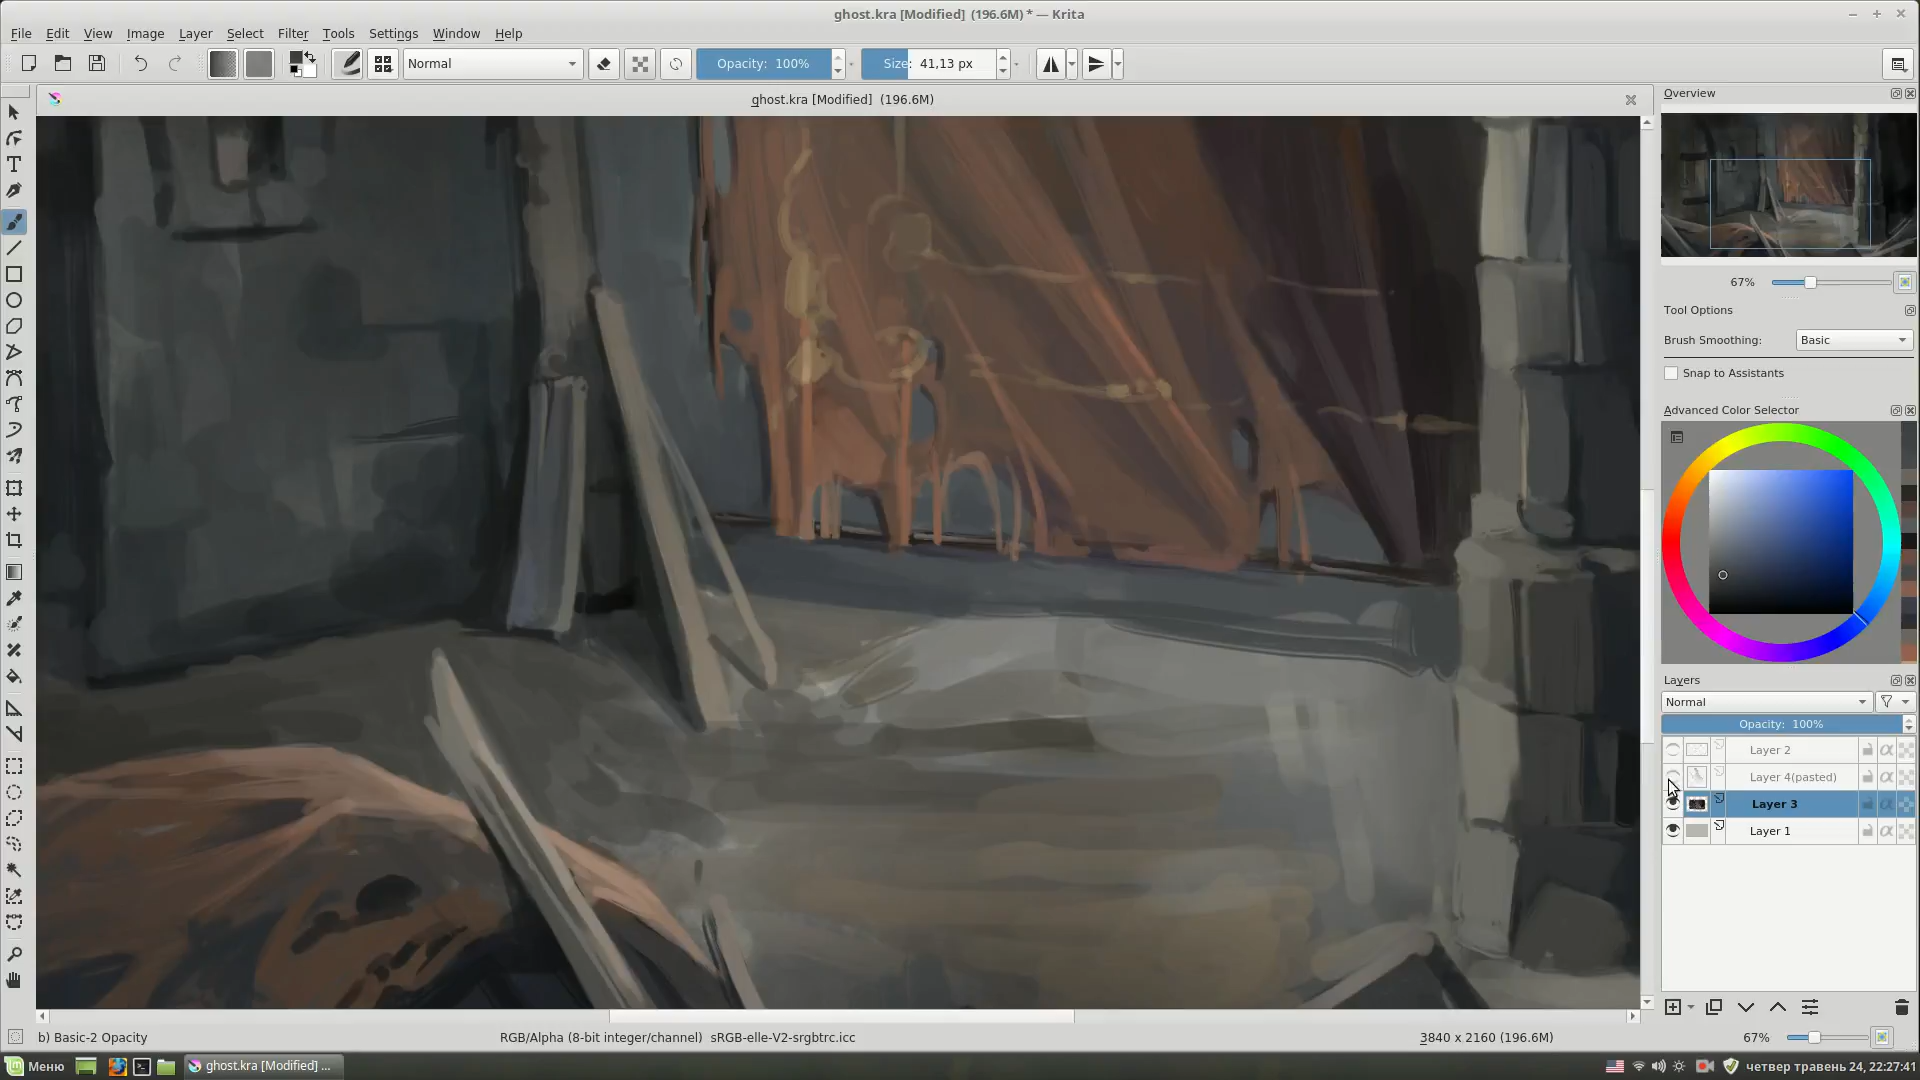 ghost.kra [Modified]  (196.6M) * — Krita
File Edit View Image Layer Select Filter Tools Settings Window Help
Normal Opacity: 100% Size: 41,13 px
ghost.kra [Modified]  (196.6M)
Overview
67%
Tool Options
Brush Smoothing: Basic
Snap to Assistants
Advanced Color Selector
Layers
Normal
Opacity: 100%
Layer 2
Layer 4(pasted)
Layer 3
Layer 1
b) Basic-2 Opacity RGB/Alpha (8-bit integer/channel)  sRGB-elle-V2-srgbtrc.icc 3840 x 2160 (196.6M) 67%
Меню ghost.kra [Modified] ... четвер травень 24, 22:27:41